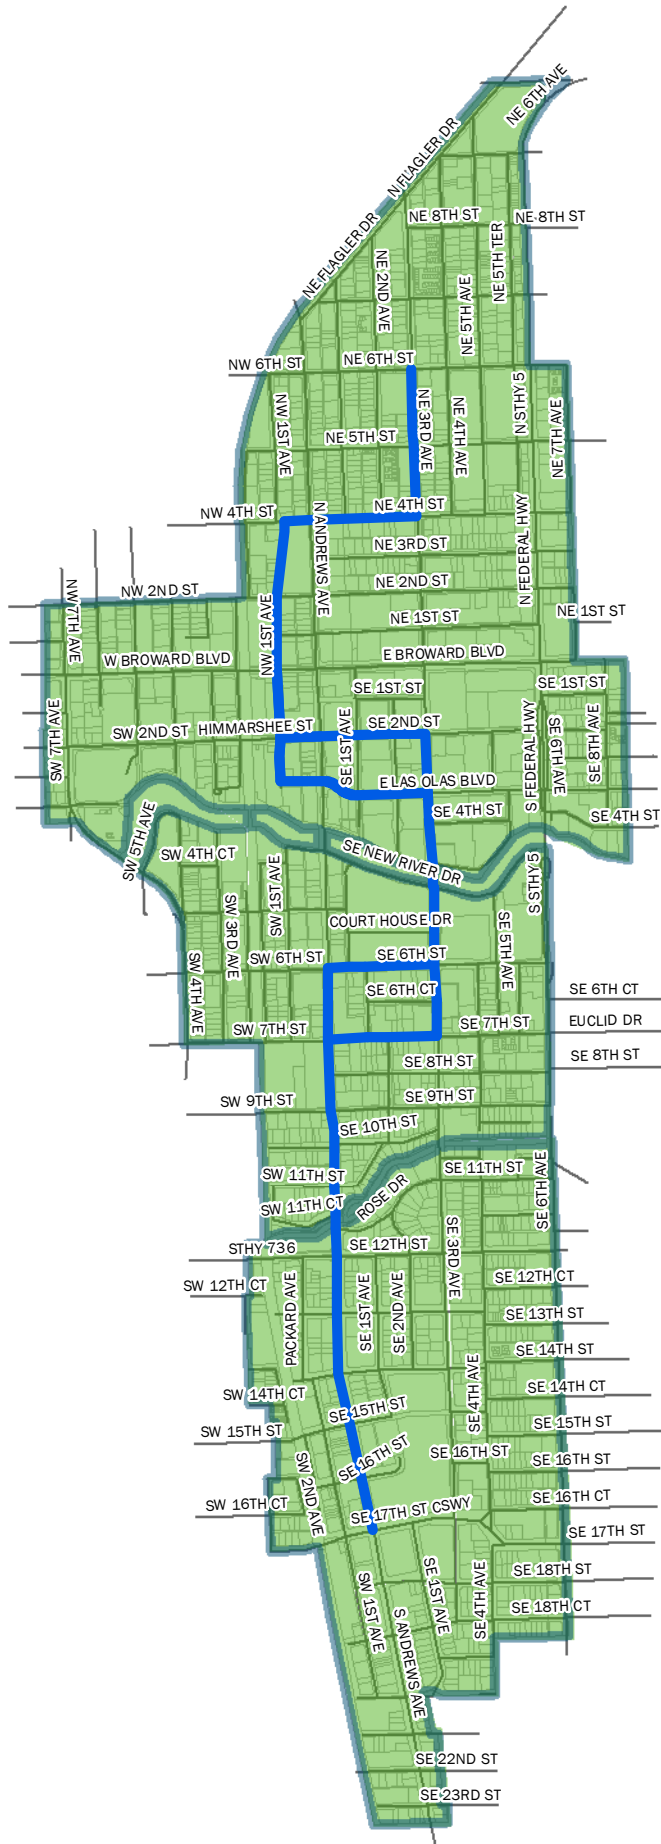 NE 6TH AVE
N FLAGLER DR
NE 8TH ST
NE 8TH ST
NE FLAGLER DR
NE 2ND AVE
NE 5TH TER
NE 5TH AVE
NW 6TH ST
NE 6TH ST
NW 1ST AVE
NE 3RD AVE
NE 4TH AVE
N STHY 5
NE 7TH AVE
NE 5TH ST
NW 4TH ST
N ANDREWS AVE
NE 4TH ST
N FEDERAL HWY
NE 3RD ST
NW 7TH AVE
NW 2ND ST
NE 2ND ST
NW 1ST AVE
NE 1ST ST
NE 1ST ST
W BROWARD BLVD
E BROWARD BLVD
SE 1ST ST
SE 1ST ST
SW 7TH AVE
SW 2ND ST
HIMMARSHEE ST
SE 1ST AVE
SE 2ND ST
S FEDERAL HWY
SE 6TH AVE
SE 8TH AVE
E LAS OLAS BLVD
SE 4TH ST
SE 4TH ST
SW 5TH AVE
SW 4TH CT
SE NEW RIVER DR
S STHY 5
SW 1ST AVE
SW 3RD AVE
COURT HOUSE DR
SE 5TH AVE
SW 4TH AVE
SW 6TH ST
SE 6TH ST
SE 6TH CT
SE 6TH CT
SW 7TH ST
SE 7TH ST
EUCLID DR
SE 8TH ST
SE 8TH ST
SW 9TH ST
SE 9TH ST
SE 10TH ST
SW 11TH ST
SE 11TH ST
SE 6TH AVE
SW 11TH CT
ROSE DR
SE 3RD AVE
STHY 736
SE 12TH ST
SW 12TH CT
SE 12TH CT
PACKARD AVE
SE 1ST AVE
SE 2ND AVE
SE 13TH ST
SE 14TH ST
SW 14TH CT
SE 4TH AVE
SE 14TH CT
SW 15TH ST
SE 15TH ST
SE 15TH ST
SE 16TH ST
SE 16TH ST
SE 16TH ST
SW 2ND AVE
SW 16TH CT
SE 16TH CT
SE 17TH ST CSWY
SE 17TH ST
SW 1ST AVE
SE 1ST AVE
SE 4TH AVE
SE 18TH ST
SE 18TH CT
S ANDREWS AVE
SE 22ND ST
SE 23RD ST